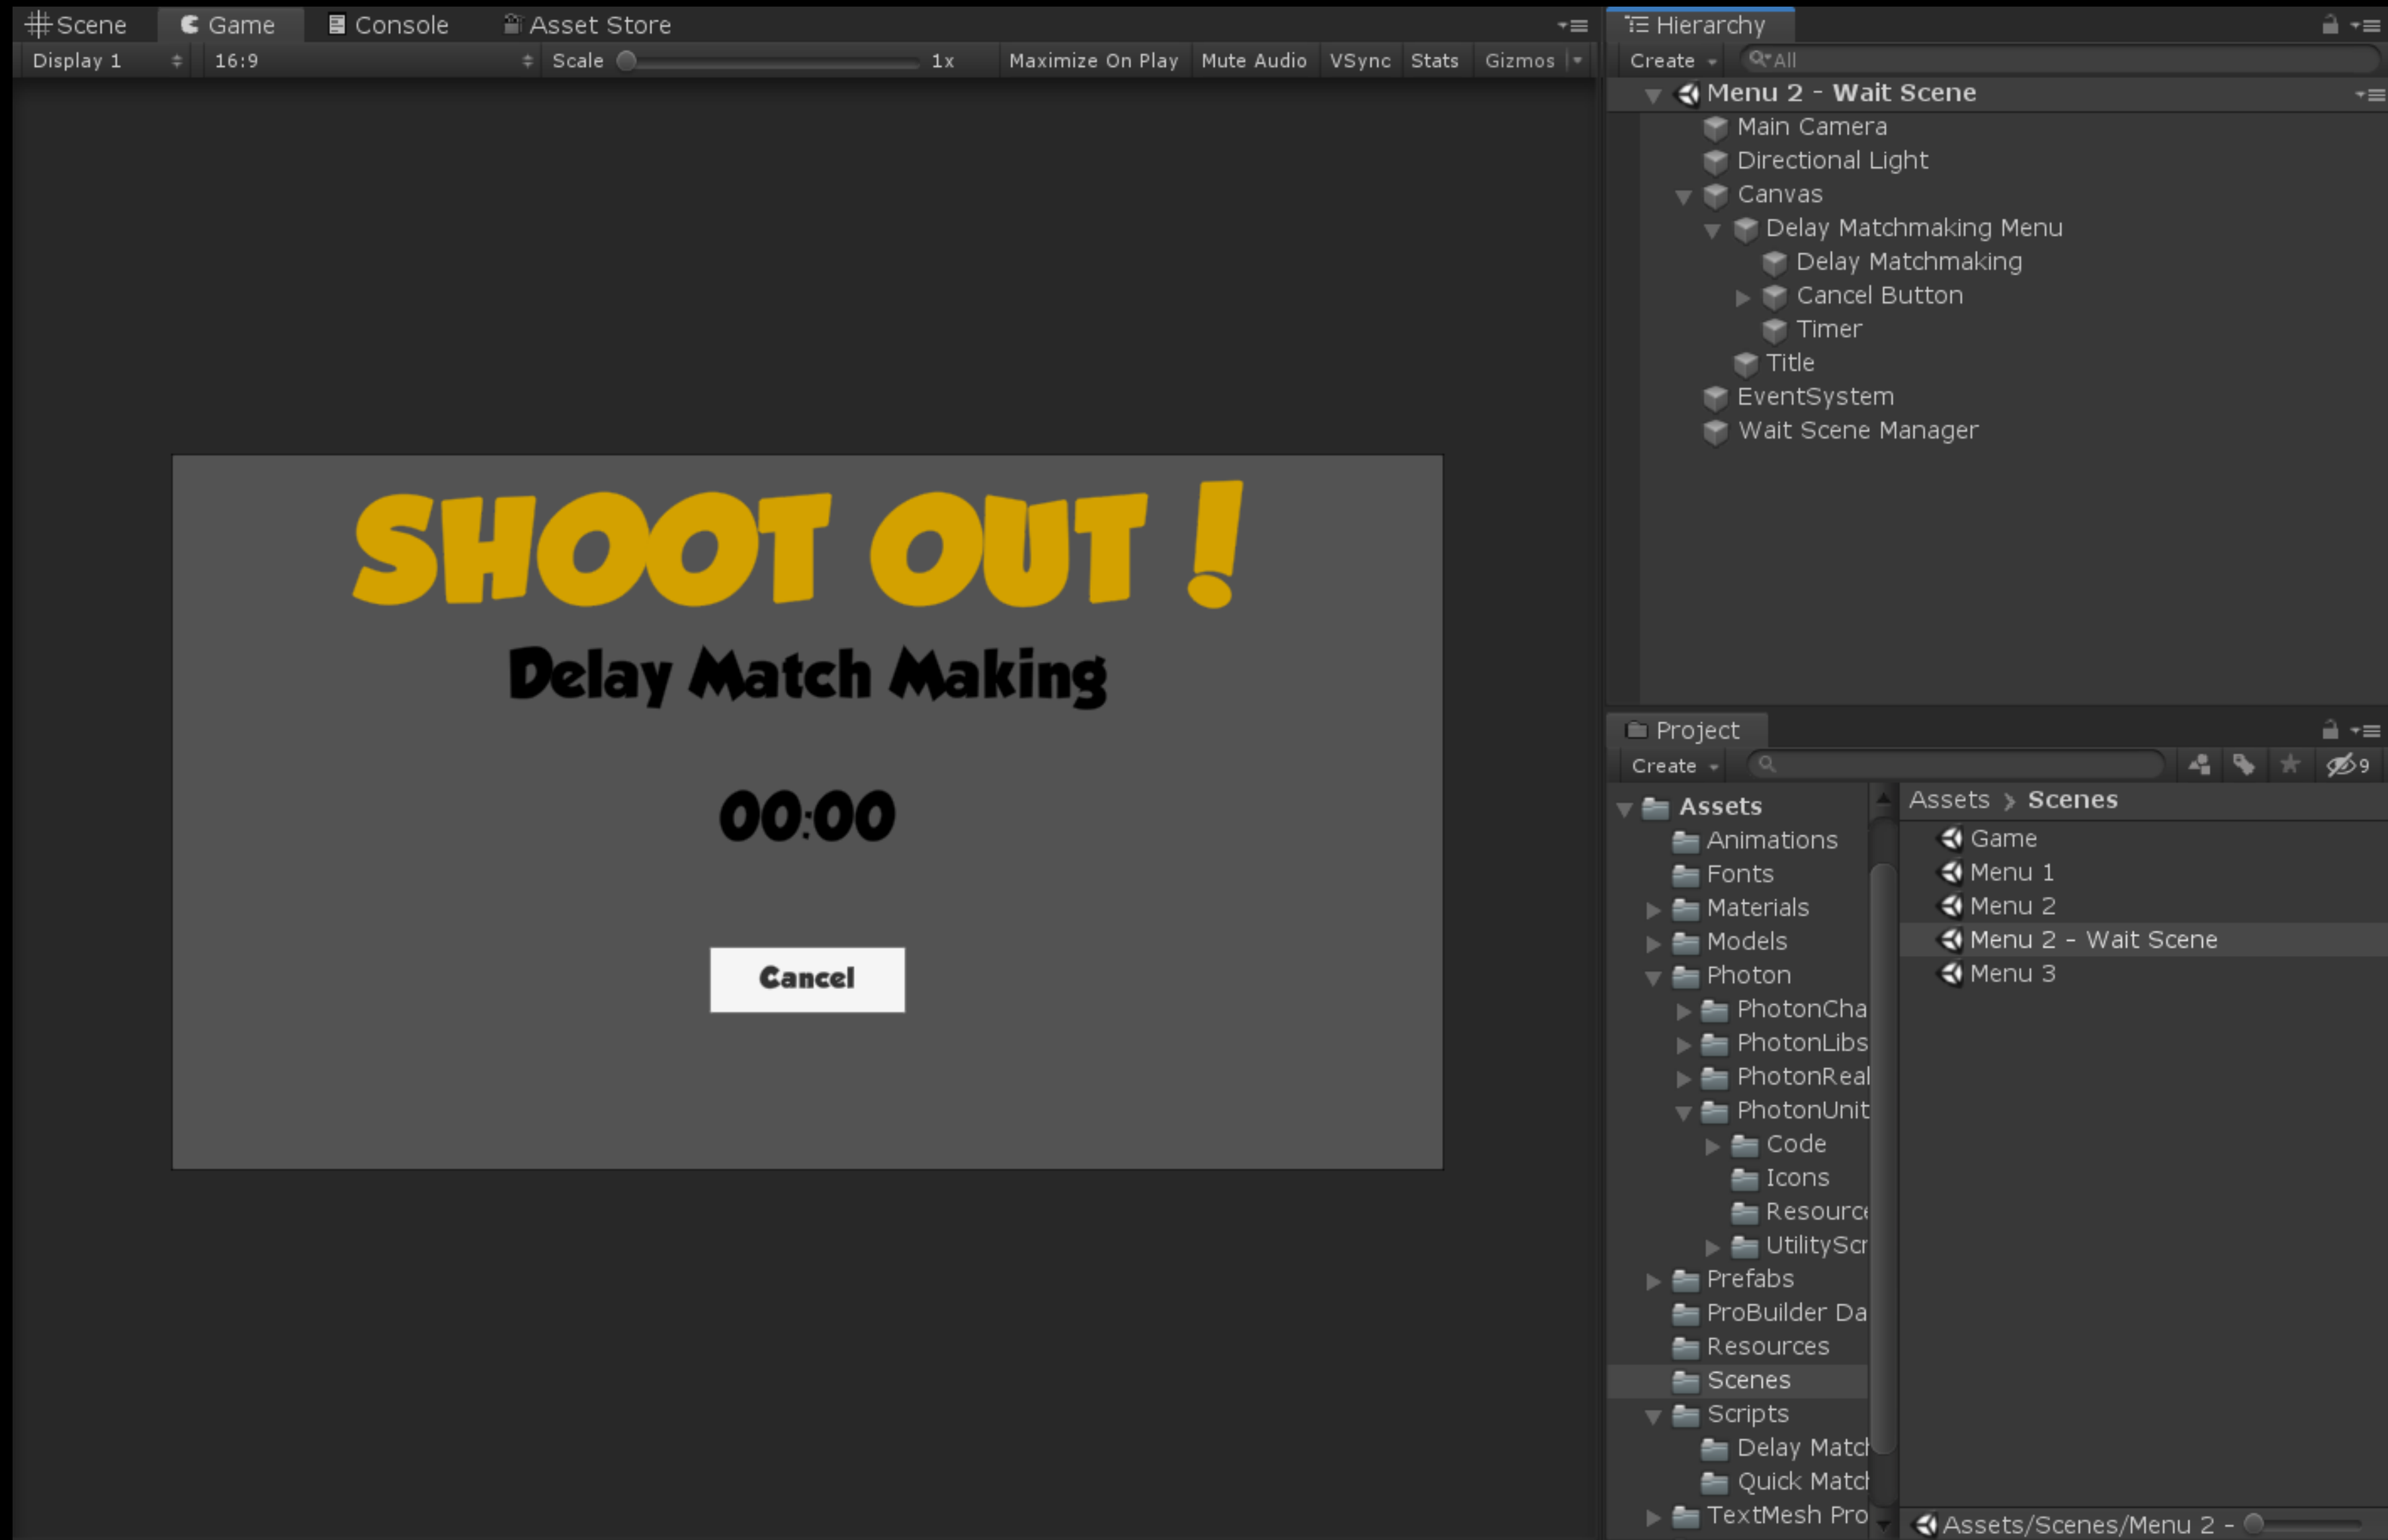 Scene Game Console Asset Store
Display 1 16:9 Scale 1x Maximize On Play Mute Audio VSync Stats Gizmos
SHOOT OUT !
Delay Match Making
00:00
Cancel
Hierarchy
Create All
Menu 2 - Wait Scene
Main Camera
Directional Light
Canvas
Delay Matchmaking Menu
Delay Matchmaking
Cancel Button
Timer
Title
EventSystem
Wait Scene Manager
Project
Create 9
Assets
Animations
Fonts
Materials
Models
Photon
PhotonCha
PhotonLibs
PhotonReal
PhotonUnit
Code
Icons
Resource
UtilityScr
Prefabs
ProBuilder Da
Resources
Scenes
Scripts
Delay Match
Quick Match
TextMesh Pro
Assets > Scenes
Game
Menu 1
Menu 2
Menu 2 - Wait Scene
Menu 3
Assets/Scenes/Menu 2 -